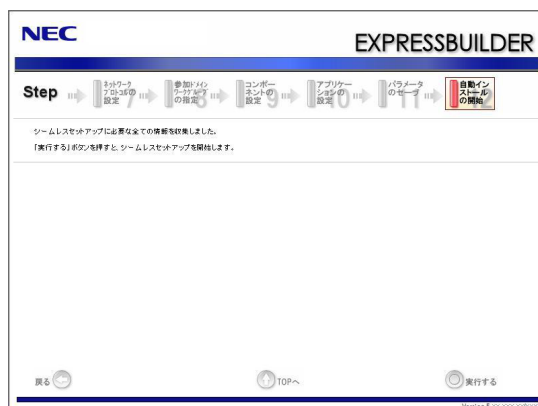 NEC
EXPRESSBUILDER
Step
ネットワーク
プロトコルの
設定
7
参加ドメイン
ワークグループ
の指定
8
コンポー
ネントの
設定
9
アプリケー
ションの
設定
10
パラメータ
のセーブ
11
自動イン
ストール
の開始
12
シームレスセットアップに必要な全ての情報を収集しました。
「実行する」ボタンを押すと、シームレスセットアップを開始します。
戻る
TOPへ
実行する